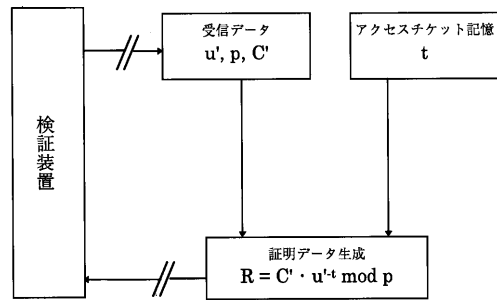 検証装置
受信データ
u', p, C'
アクセスチケット記憶
t
証明データ生成
R = C' · u'⁻ᵗ mod p